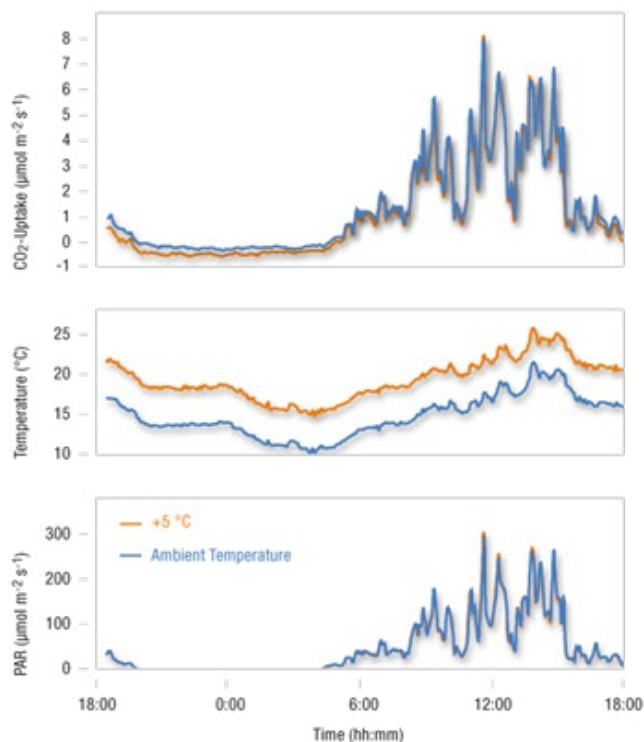 8
7
6
5
4
3
2
1
0
-1
CO₂-Uptake (µmol m⁻² s⁻¹)
25
20
15
10
Temperature (°C)
300
200
100
0
PAR (µmol m⁻² s⁻¹)
+5 °C
Ambient Temperature
18:00 0:00 6:00 12:00 18:00
Time (hh:mm)